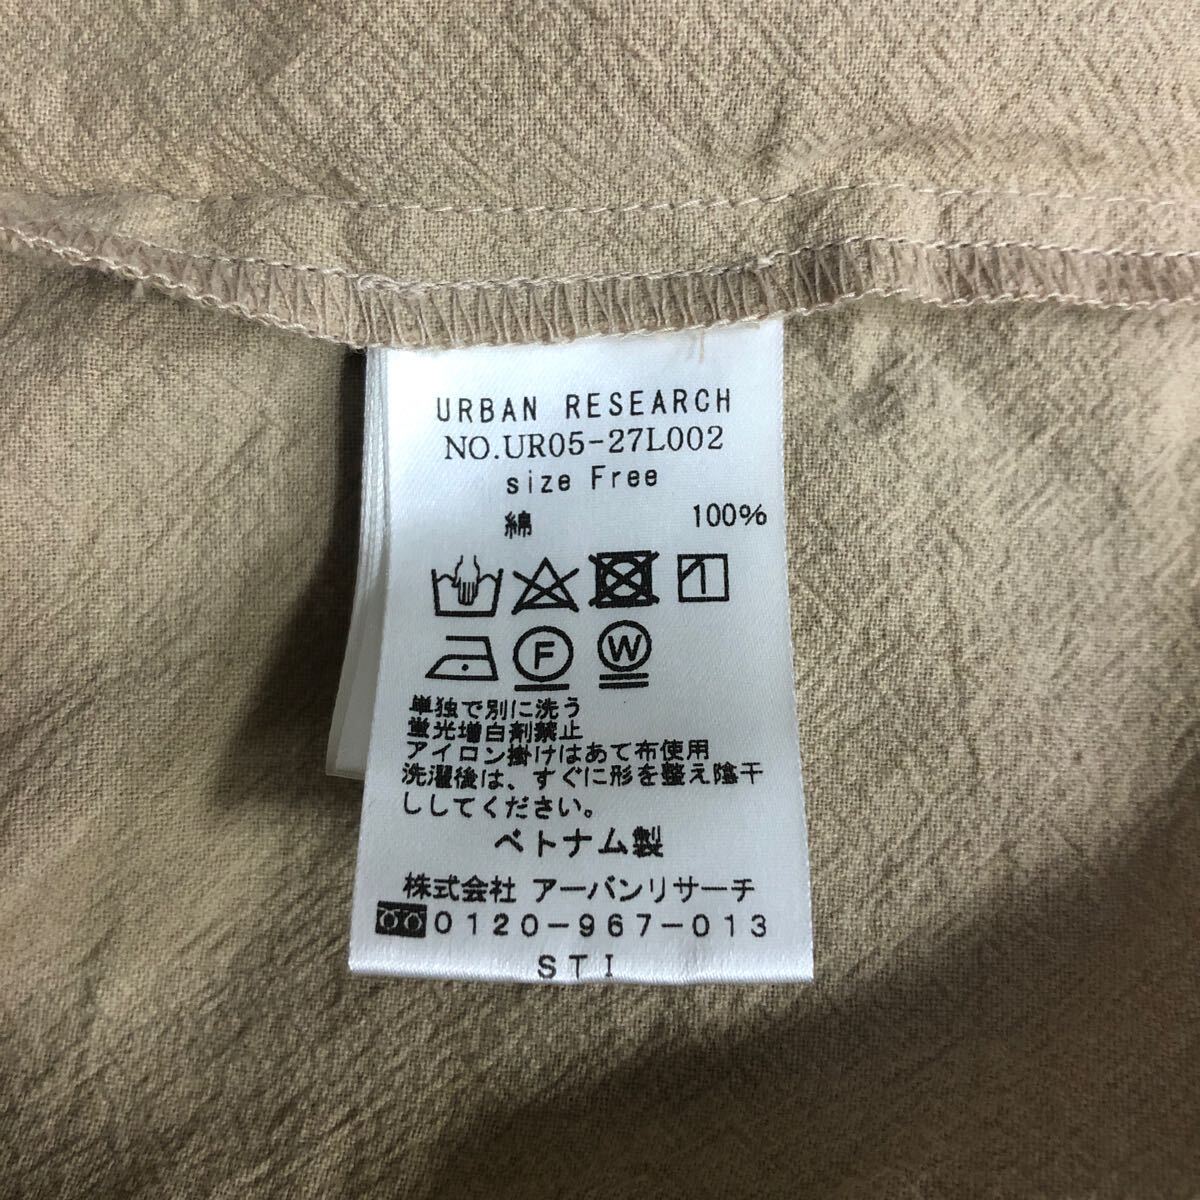 URBAN RESEARCH
NO.UR05-27L002
size Free
綿 100%
F W
単独で別に洗う
蛍光増白剤禁止
アイロン掛けはあて布使用
洗濯後は、すぐに形を整え陰干
ししてください。
ベトナム製
株式会社 アーバンリサーチ
0120-967-013
STI